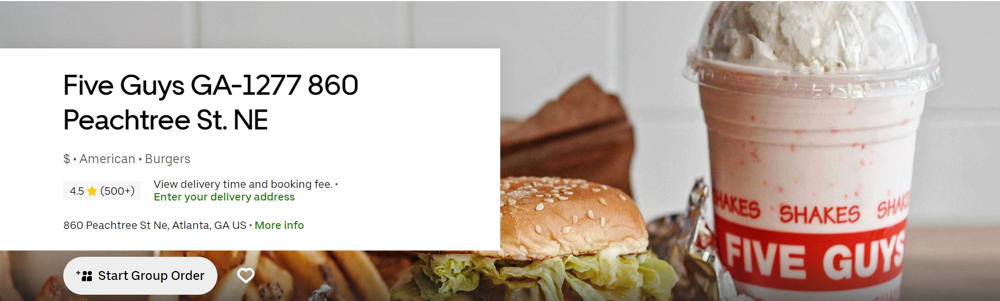 Five Guys GA-1277 860
Peachtree St. NE
$ • American • Burgers
4.5 ★ (500+)
View delivery time and booking fee. •
Enter your delivery address
860 Peachtree St Ne, Atlanta, GA US • More info
Start Group Order
SHAKES SHAKES SHAKE
FIVE GUYS